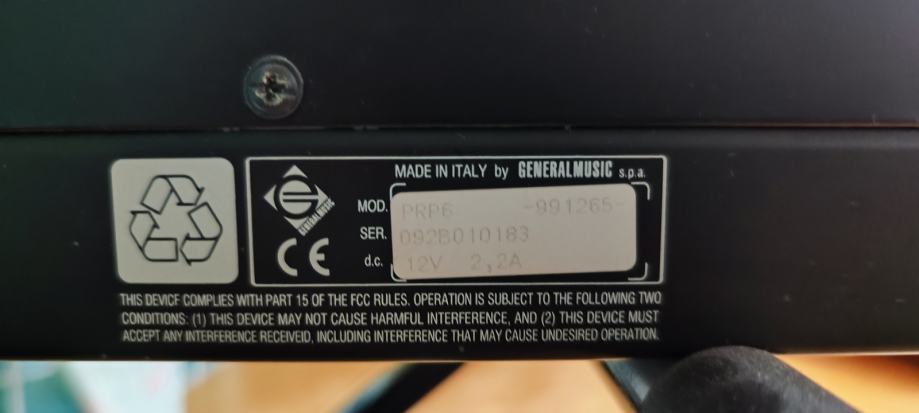 MADE IN ITALY by GENERALMUSIC s.p.a.
GENERALMUSIC
MOD. PRP6 -991265-
SER. 092B010183
d.c. 12V 2,2A
CE
THIS DEVICE COMPLIES WITH PART 15 OF THE FCC RULES. OPERATION IS SUBJECT TO THE FOLLOWING TWO
CONDITIONS: (1) THIS DEVICE MAY NOT CAUSE HARMFUL INTERFERENCE, AND (2) THIS DEVICE MUST
ACCEPT ANY INTERFERENCE RECEIVEID, INCLUDING INTERFERENCE THAT MAY CAUSE UNDESIRED OPERATION.